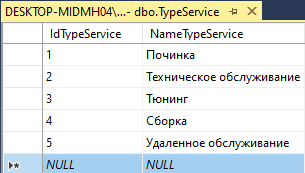 DESKTOP-MIDMH04\...- dbo.TypeService
IdTypeService NameTypeService
1 Починка
2 Техническое обслуживание
3 Тюнинг
4 Сборка
5 Удаленное обслуживание
NULL NULL